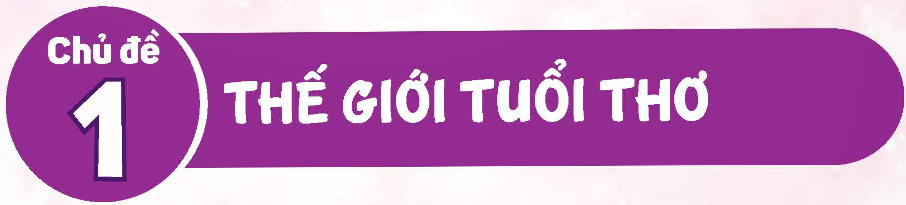 Chủ đề
1
THẾ GIỚI TUỔI THƠ